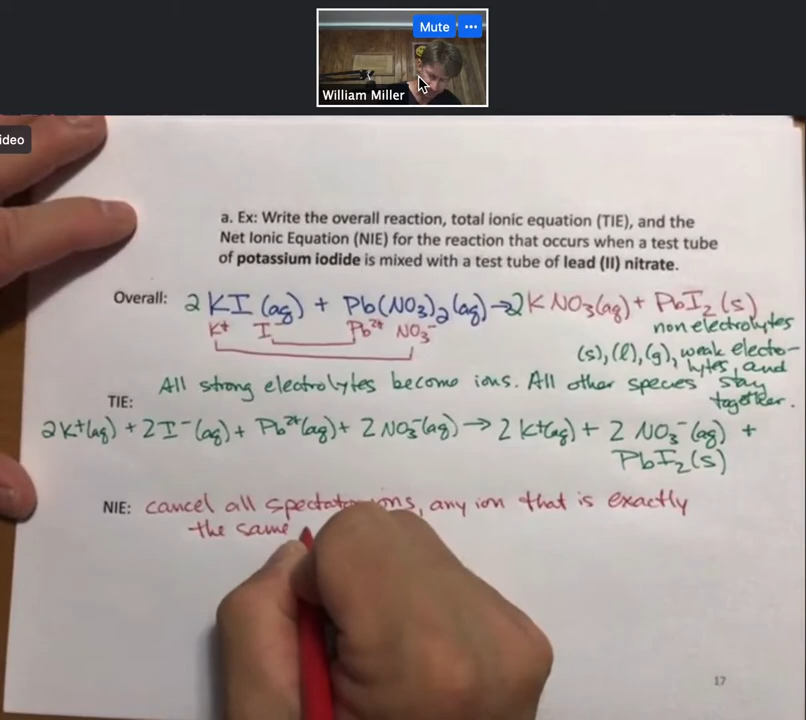 Mute
William Miller
ideo
a. Ex: Write the overall reaction, total ionic equation (TIE), and the
Net Ionic Equation (NIE) for the reaction that occurs when a test tube
of potassium iodide is mixed with a test tube of lead (II) nitrate.
Overall: 2KI(aq) + Pb(NO₃)₂(aq)→2KNO₃(aq)+ PbI₂(s)
K⁺ I⁻ Pb²⁺ NO₃⁻
nonelectrolytes
(s), (l), (g), weak electro-
lytes, and
All strong electrolytes become ions. All other species stay
together.
TIE:
2K⁺(aq) + 2I⁻(aq) + Pb²⁺(aq) + 2NO₃⁻(aq) → 2K⁺(aq) + 2NO₃⁻(aq) +
PbI₂(s)
NIE: cancel all ions, any ion that is exactly
the same
17